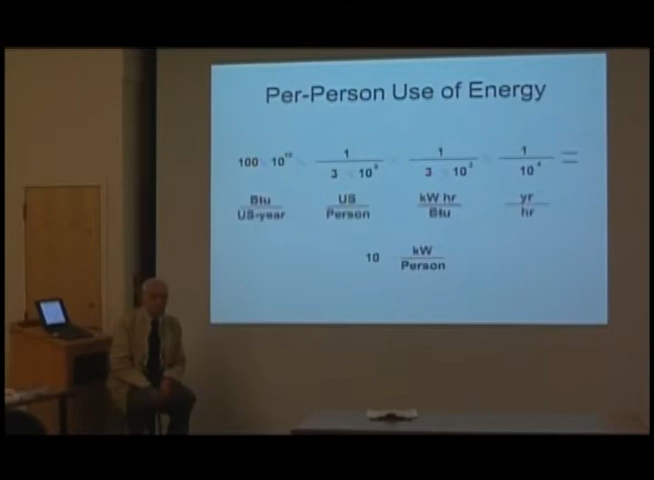 Per-Person Use of Energy
100 10¹⁵ 1/3 10⁸ 1/3 10³ 1/10⁴ =
Btu/US-year US/Person kW hr/Btu yr/hr
10 kW/Person